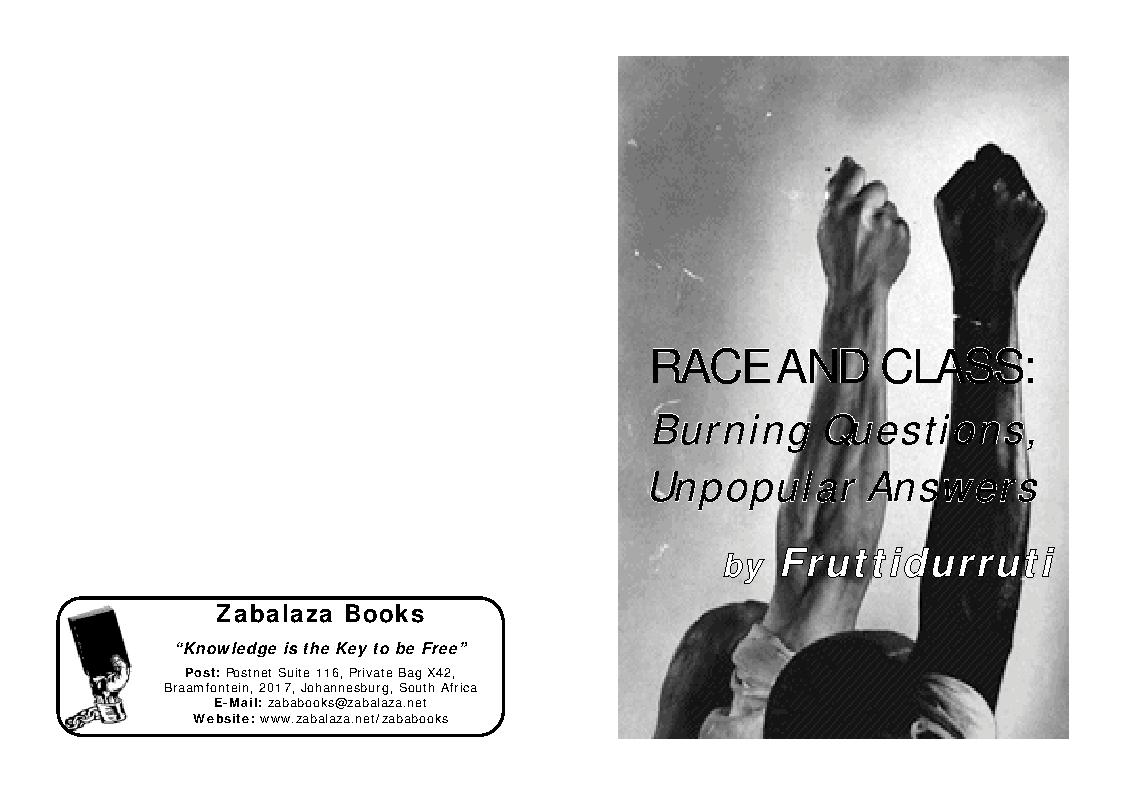 RACE AND CLASS:
Burning Questions,
Unpopular Answers
by Fruttidurruti
Zabalaza Books
“Knowledge is the Key to be Free”
Post: Postnet Suite 116, Private Bag X42,
Braamfontein, 2017, Johannesburg, South Africa
E-Mail: zababooks@zabalaza.net
Website: www.zabalaza.net/zababooks